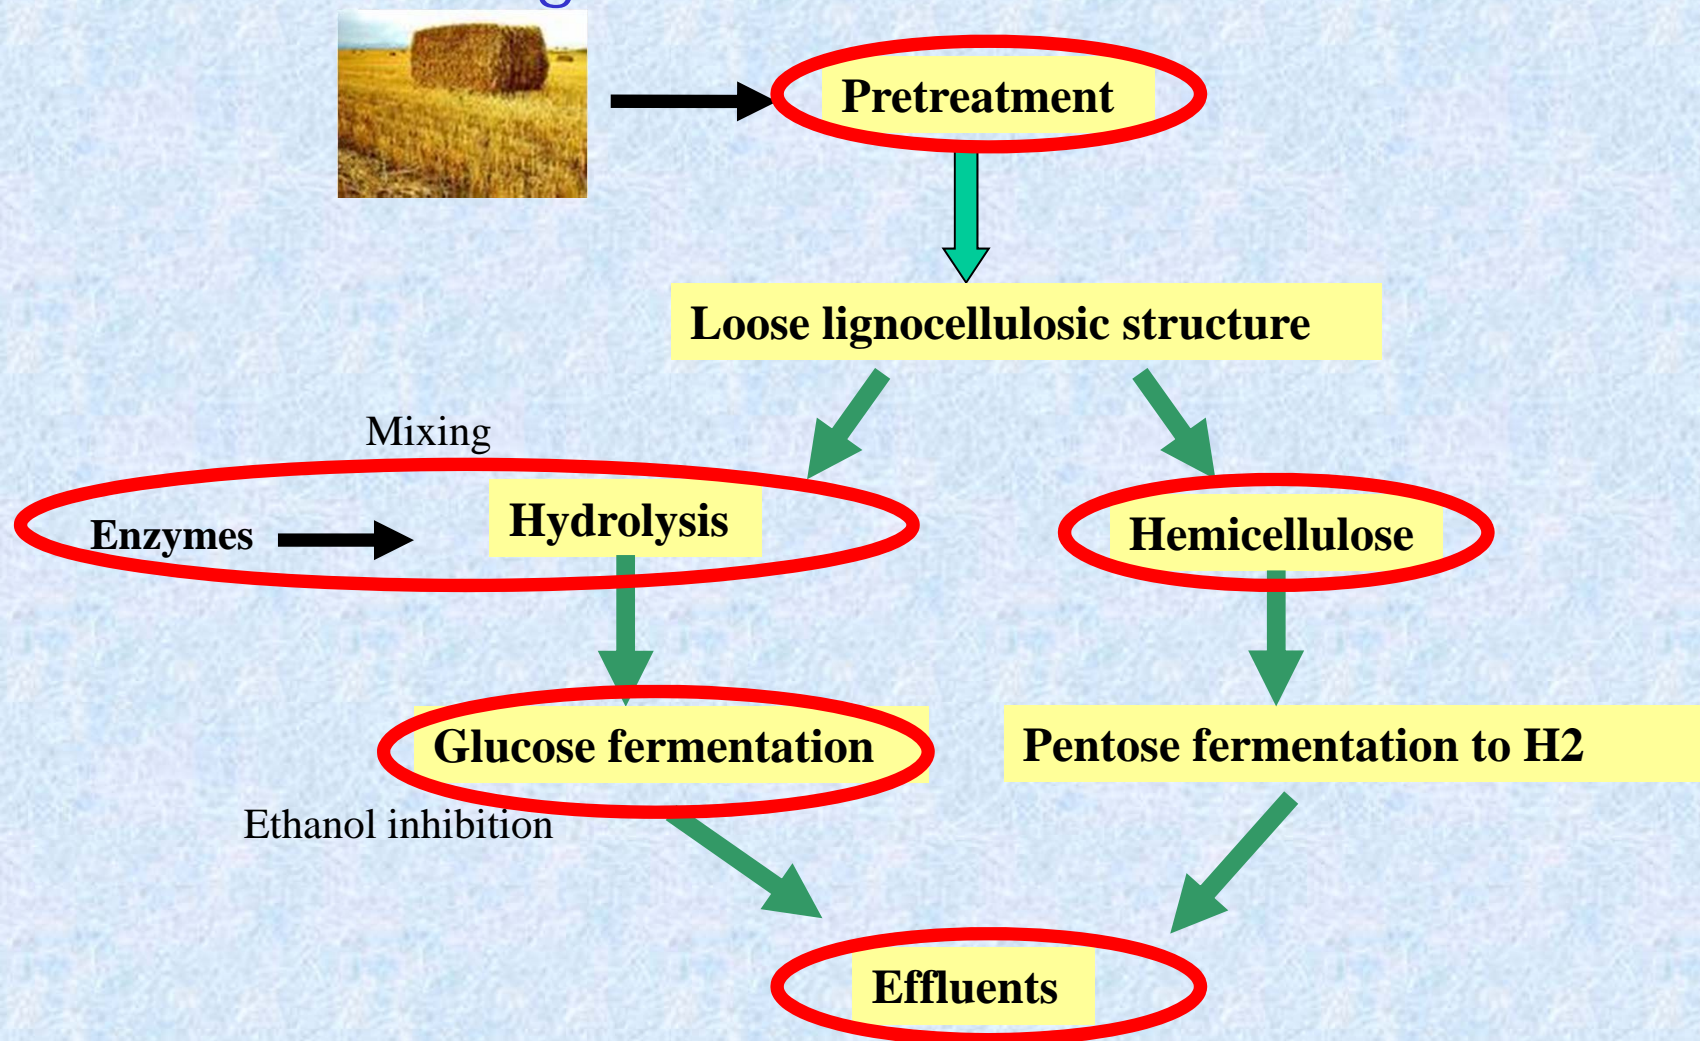 Pretreatment
Loose lignocellulosic structure
Mixing
Enzymes
Hydrolysis
Hemicellulose
Glucose fermentation
Pentose fermentation to H2
Ethanol inhibition
Effluents